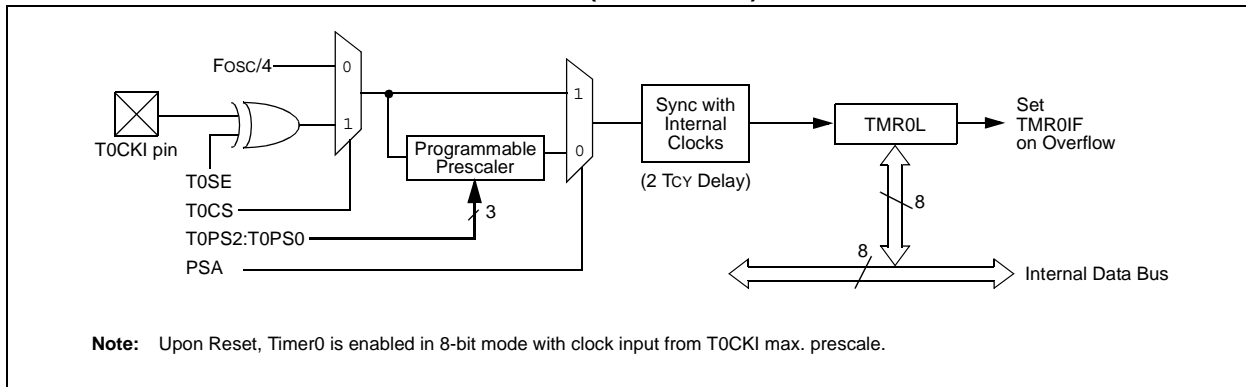 FOSC/4
0
1
T0CKI pin
T0SE
T0CS
T0PS2:T0PS0
PSA
Programmable
Prescaler
3
1
0
Sync with
Internal
Clocks
(2 TCY Delay)
TMR0L
Set
TMR0IF
on Overflow
8
8
Internal Data Bus
Note: Upon Reset, Timer0 is enabled in 8-bit mode with clock input from T0CKI max. prescale.